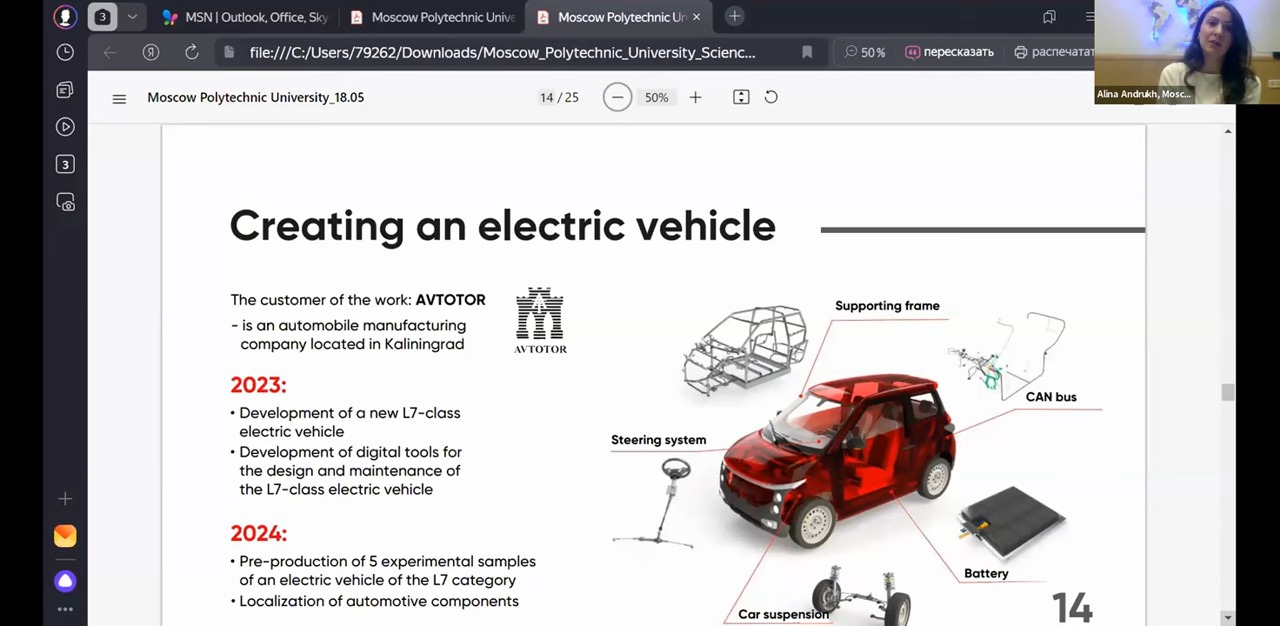 3
MSN | Outlook, Office, Sky
Moscow Polytechnic Unive
Moscow Polytechnic Un
file:///C:/Users/79262/Downloads/Moscow_Polytechnic_University_Scienc...
50%
пересказать
распечатат
Alina Andrukh, Mosc...
Moscow Polytechnic University_18.05
14 / 25
50%
3
Creating an electric vehicle
The customer of the work: AVTOTOR
- is an automobile manufacturing
company located in Kaliningrad
AVTOTOR
2023:
• Development of a new L7-class
electric vehicle
• Development of digital tools for
the design and maintenance of
the L7-class electric vehicle
2024:
• Pre-production of 5 experimental samples
of an electric vehicle of the L7 category
• Localization of automotive components
Supporting frame
CAN bus
Steering system
Battery
Car suspension
14